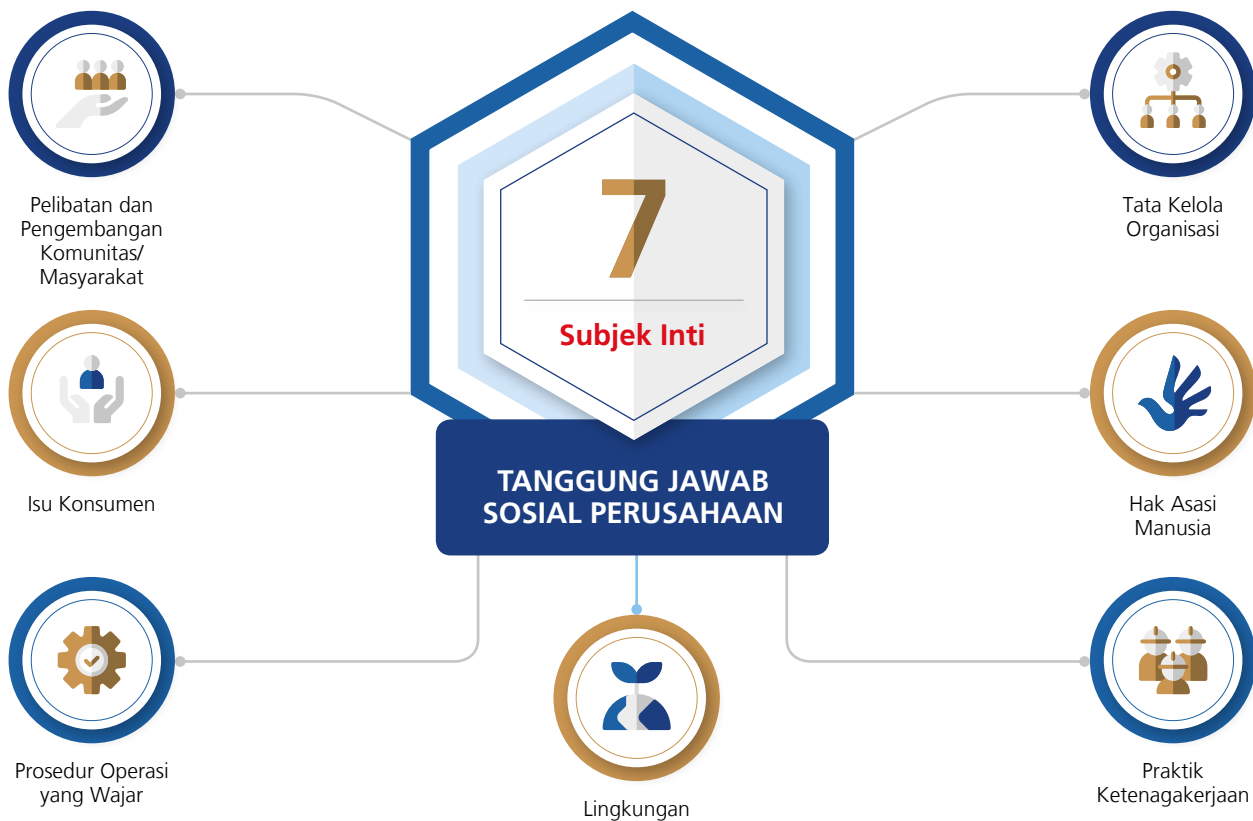 7
Subjek Inti
TANGGUNG JAWAB
SOSIAL PERUSAHAAN
Pelibatan dan
Pengembangan
Komunitas/
Masyarakat
Tata Kelola
Organisasi
Isu Konsumen
Hak Asasi
Manusia
Prosedur Operasi
yang Wajar
Lingkungan
Praktik
Ketenagakerjaan